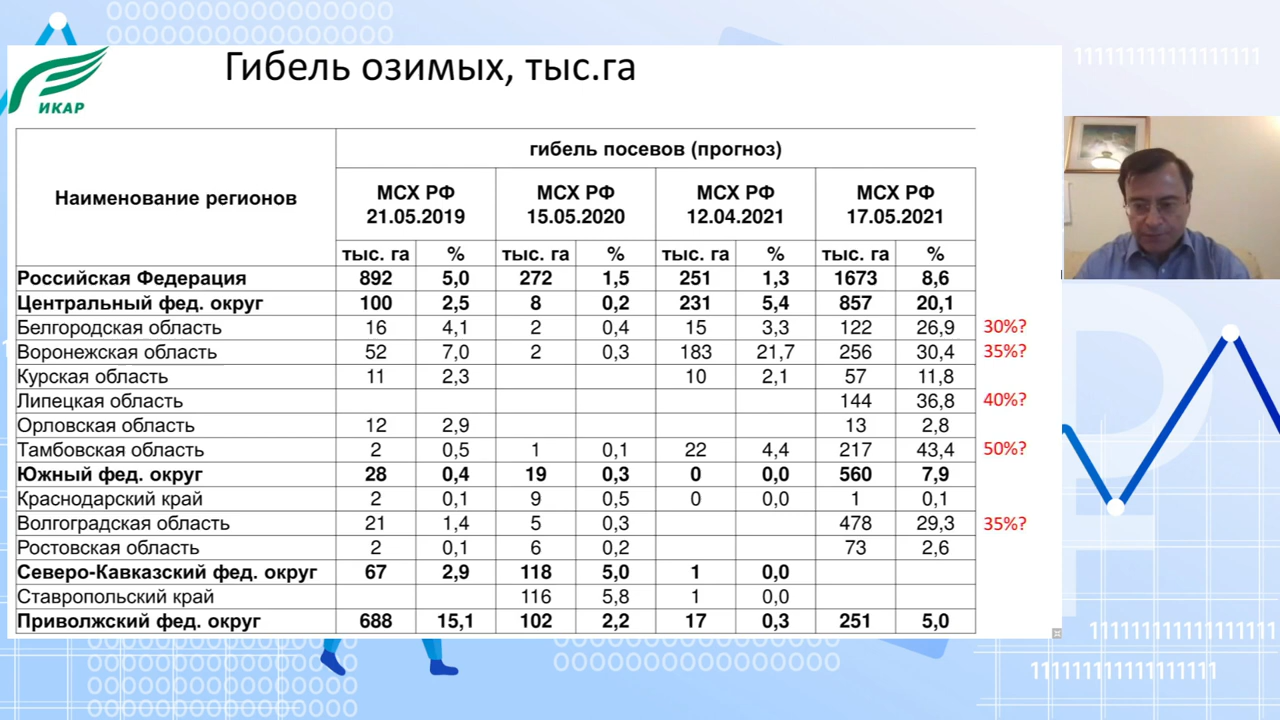 ИКАР
Гибель озимых, тыс.га
Наименование регионов
гибель посевов (прогноз)
МСХ РФ 21.05.2019 МСХ РФ 15.05.2020 МСХ РФ 12.04.2021 МСХ РФ 17.05.2021
тыс. га % тыс. га % тыс. га % тыс. га %
Российская Федерация 892 5,0 272 1,5 251 1,3 1673 8,6
Центральный фед. округ 100 2,5 8 0,2 231 5,4 857 20,1
Белгородская область 16 4,1 2 0,4 15 3,3 122 26,9 30%?
Воронежская область 52 7,0 2 0,3 183 21,7 256 30,4 35%?
Курская область 11 2,3 10 2,1 57 11,8
Липецкая область 144 36,8 40%?
Орловская область 12 2,9 13 2,8
Тамбовская область 2 0,5 1 0,1 22 4,4 217 43,4 50%?
Южный фед. округ 28 0,4 19 0,3 0 0,0 560 7,9
Краснодарский край 2 0,1 9 0,5 0 0,0 1 0,1
Волгоградская область 21 1,4 5 0,3 478 29,3 35%?
Ростовская область 2 0,1 6 0,2 73 2,6
Северо-Кавказский фед. округ 67 2,9 118 5,0 1 0,0
Ставропольский край 116 5,8 1 0,0
Приволжский фед. округ 688 15,1 102 2,2 17 0,3 251 5,0